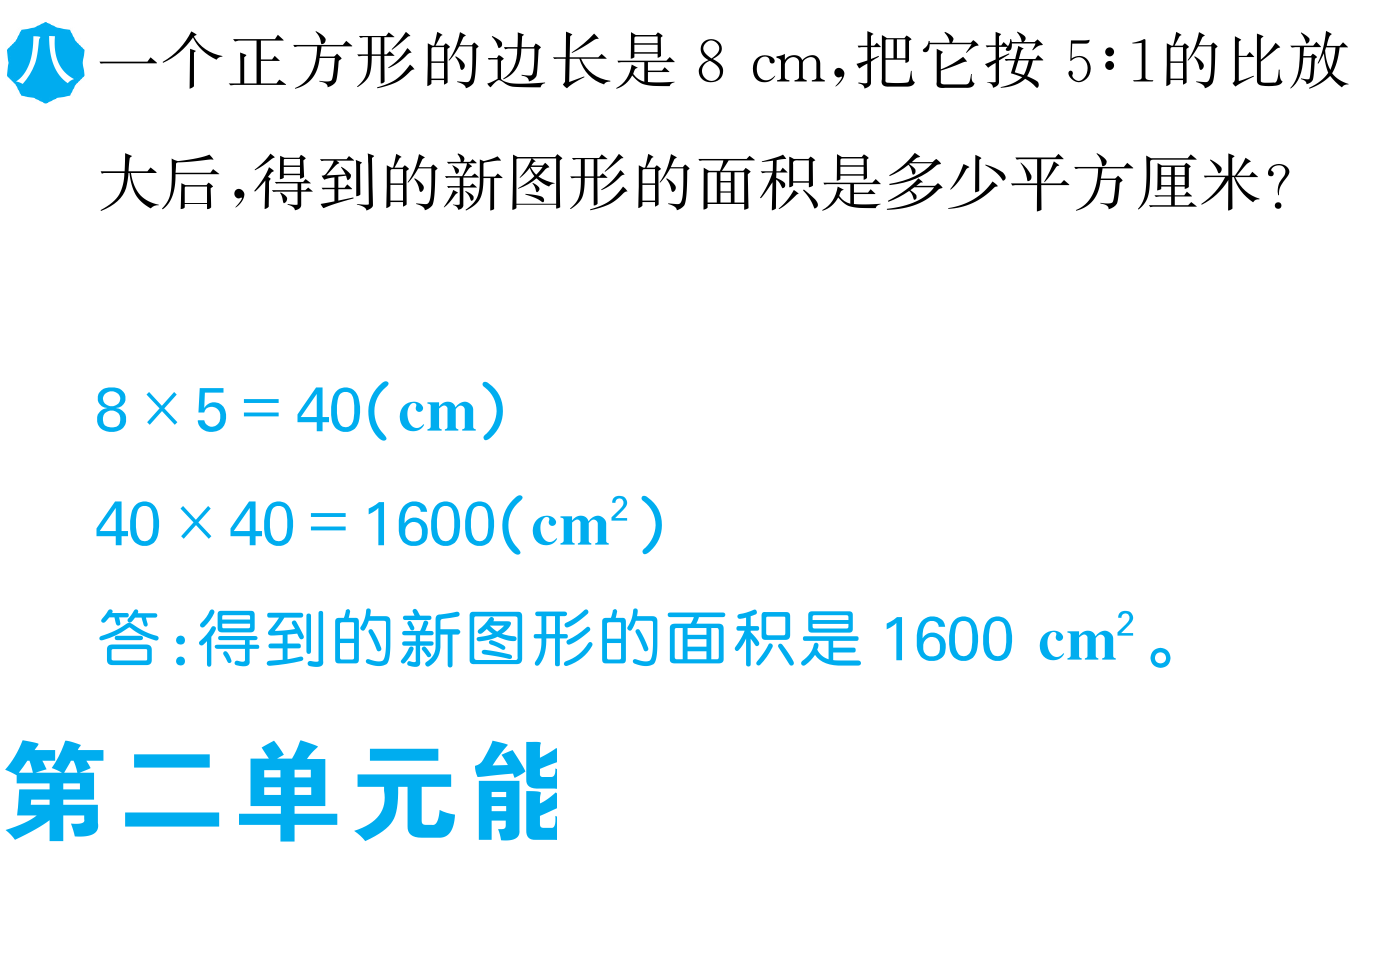 八 一个正方形的边长是 8 cm,把它按 5∶1的比放
大后,得到的新图形的面积是多少平方厘米?
8×5=40(cm)
40×40=1600(cm²)
答:得到的新图形的面积是 1600 cm²。
第二单元能